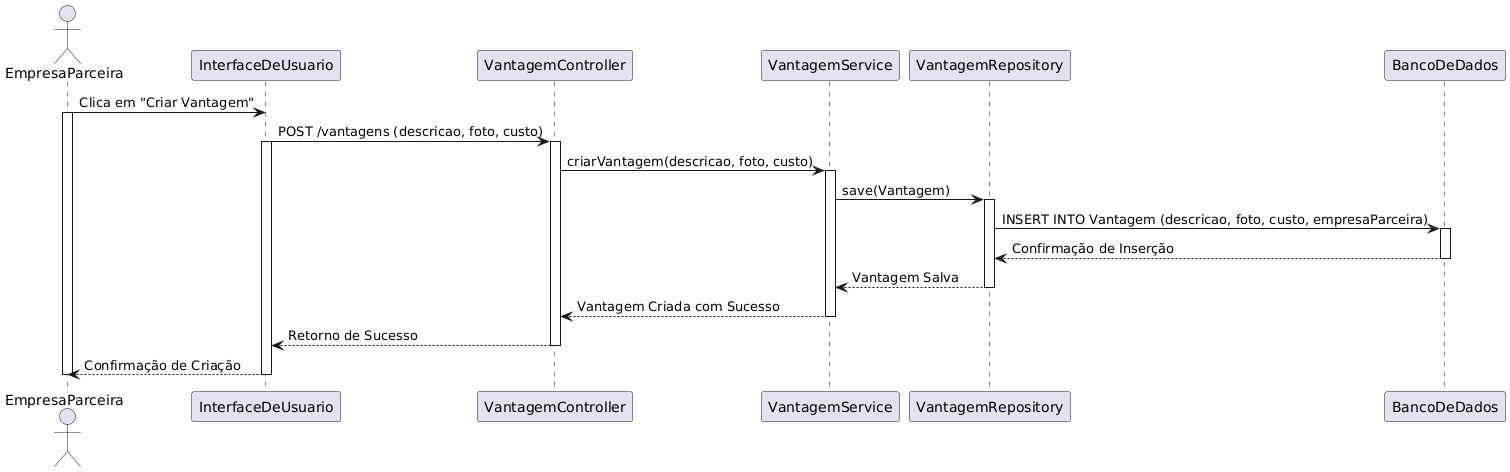 EmpresaParceira
InterfaceDeUsuario
VantagemController
VantagemService
VantagemRepository
BancoDeDados
Clica em "Criar Vantagem"
POST /vantagens (descricao, foto, custo)
criarVantagem(descricao, foto, custo)
save(Vantagem)
INSERT INTO Vantagem (descricao, foto, custo, empresaParceira)
Confirmação de Inserção
Vantagem Salva
Vantagem Criada com Sucesso
Retorno de Sucesso
Confirmação de Criação
EmpresaParceira
InterfaceDeUsuario
VantagemController
VantagemService
VantagemRepository
BancoDeDados